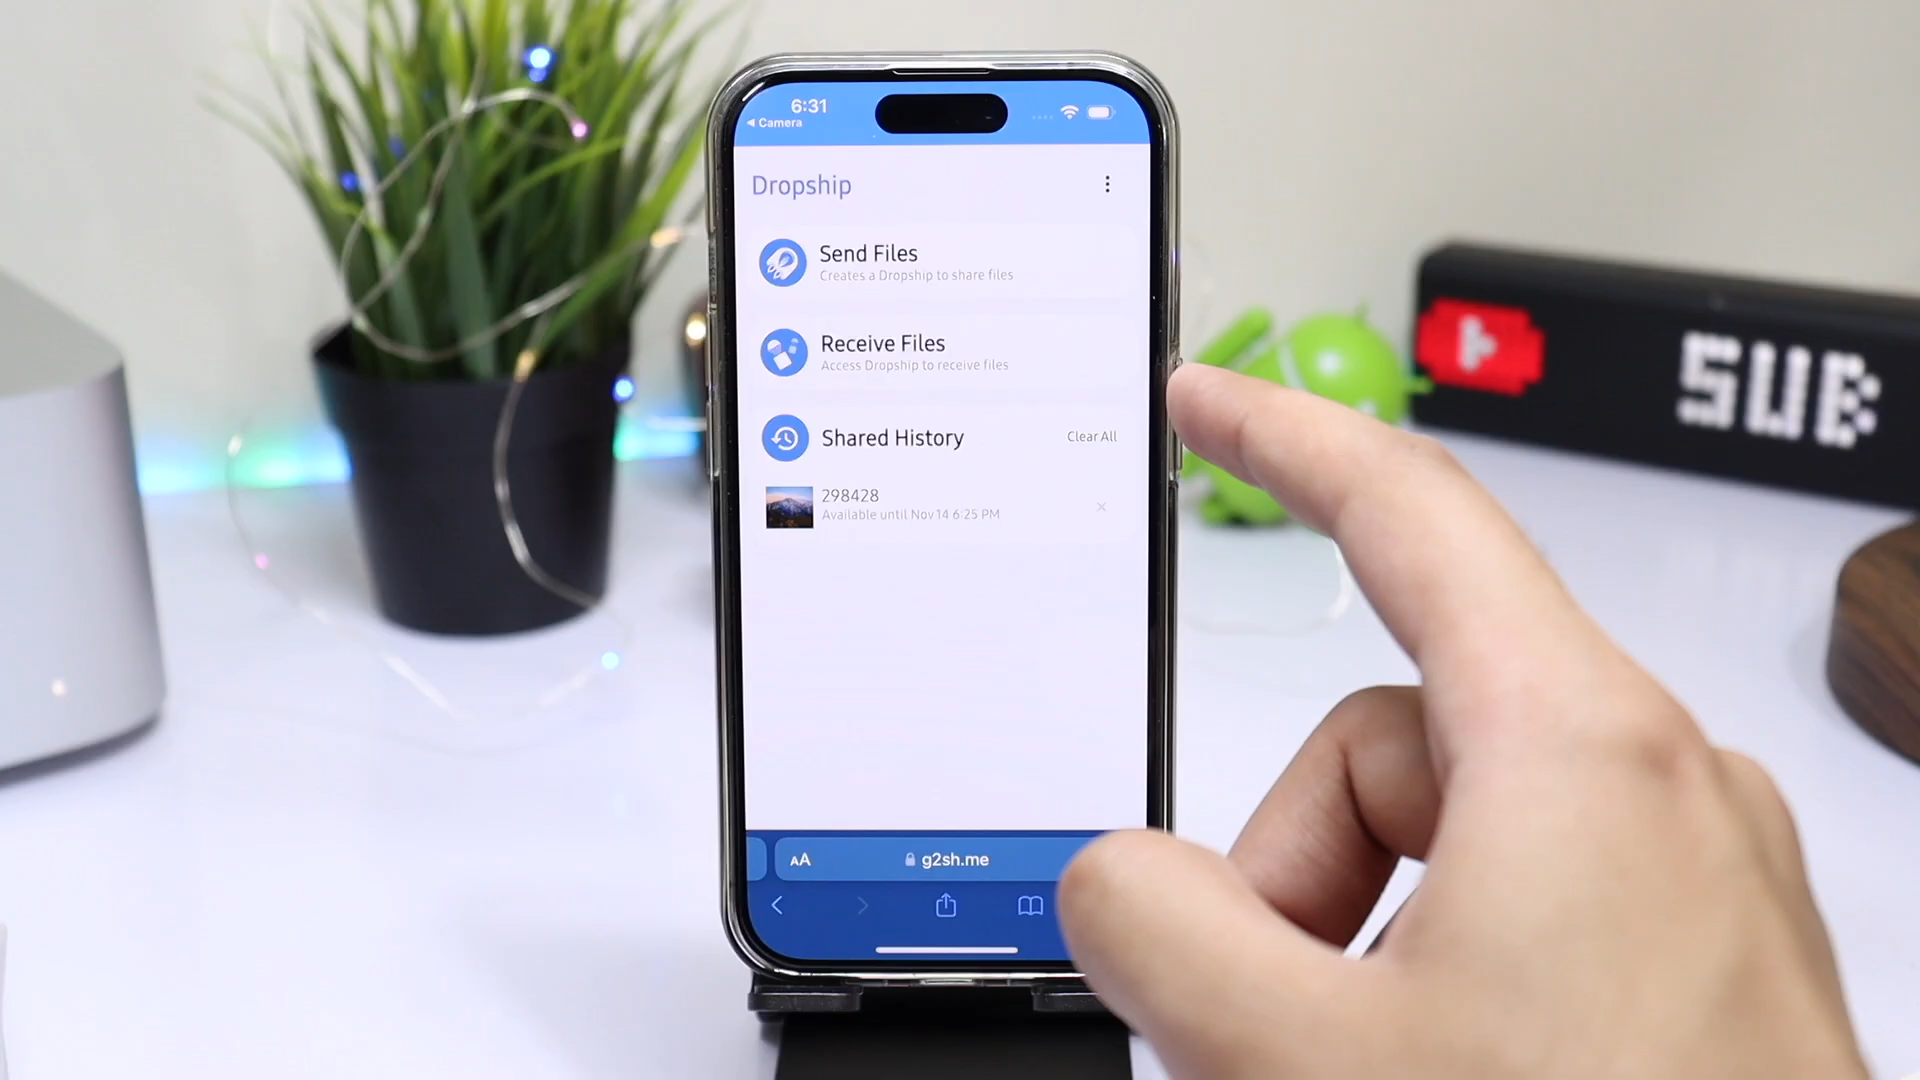 6:31
◀ Camera
Dropship
Send Files
Creates a Dropship to share files
Receive Files
Access Dropship to receive files
Shared History
Clear All
298428
Available until Nov 14 6:25 PM
AA
g2sh.me
SUB